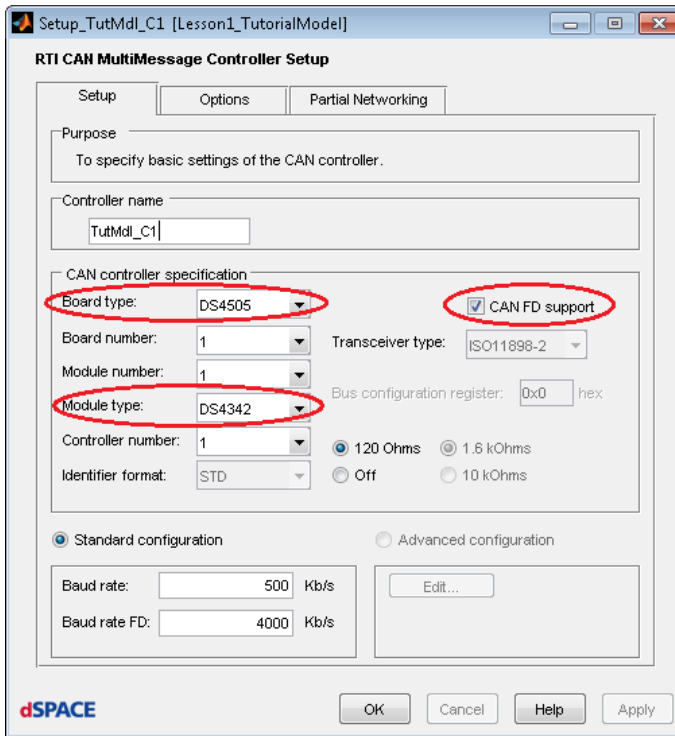 Setup_TutMdl_C1 [Lesson1_TutorialModel]
RTI CAN MultiMessage Controller Setup
Setup
Options
Partial Networking
Purpose
To specify basic settings of the CAN controller.
Controller name
TutMdl_C1
CAN controller specification
Board type: DS4505
CAN FD support
Board number: 1
Transceiver type: ISO11898-2
Module number: 1
Module type: DS4342
Bus configuration register: 0x0 hex
Controller number: 1
120 Ohms 1.6 kOhms
Identifier format: STD
Off 10 kOhms
Standard configuration
Advanced configuration
Baud rate: 500 Kb/s
Edit...
Baud rate FD: 4000 Kb/s
dSPACE
OK
Cancel
Help
Apply